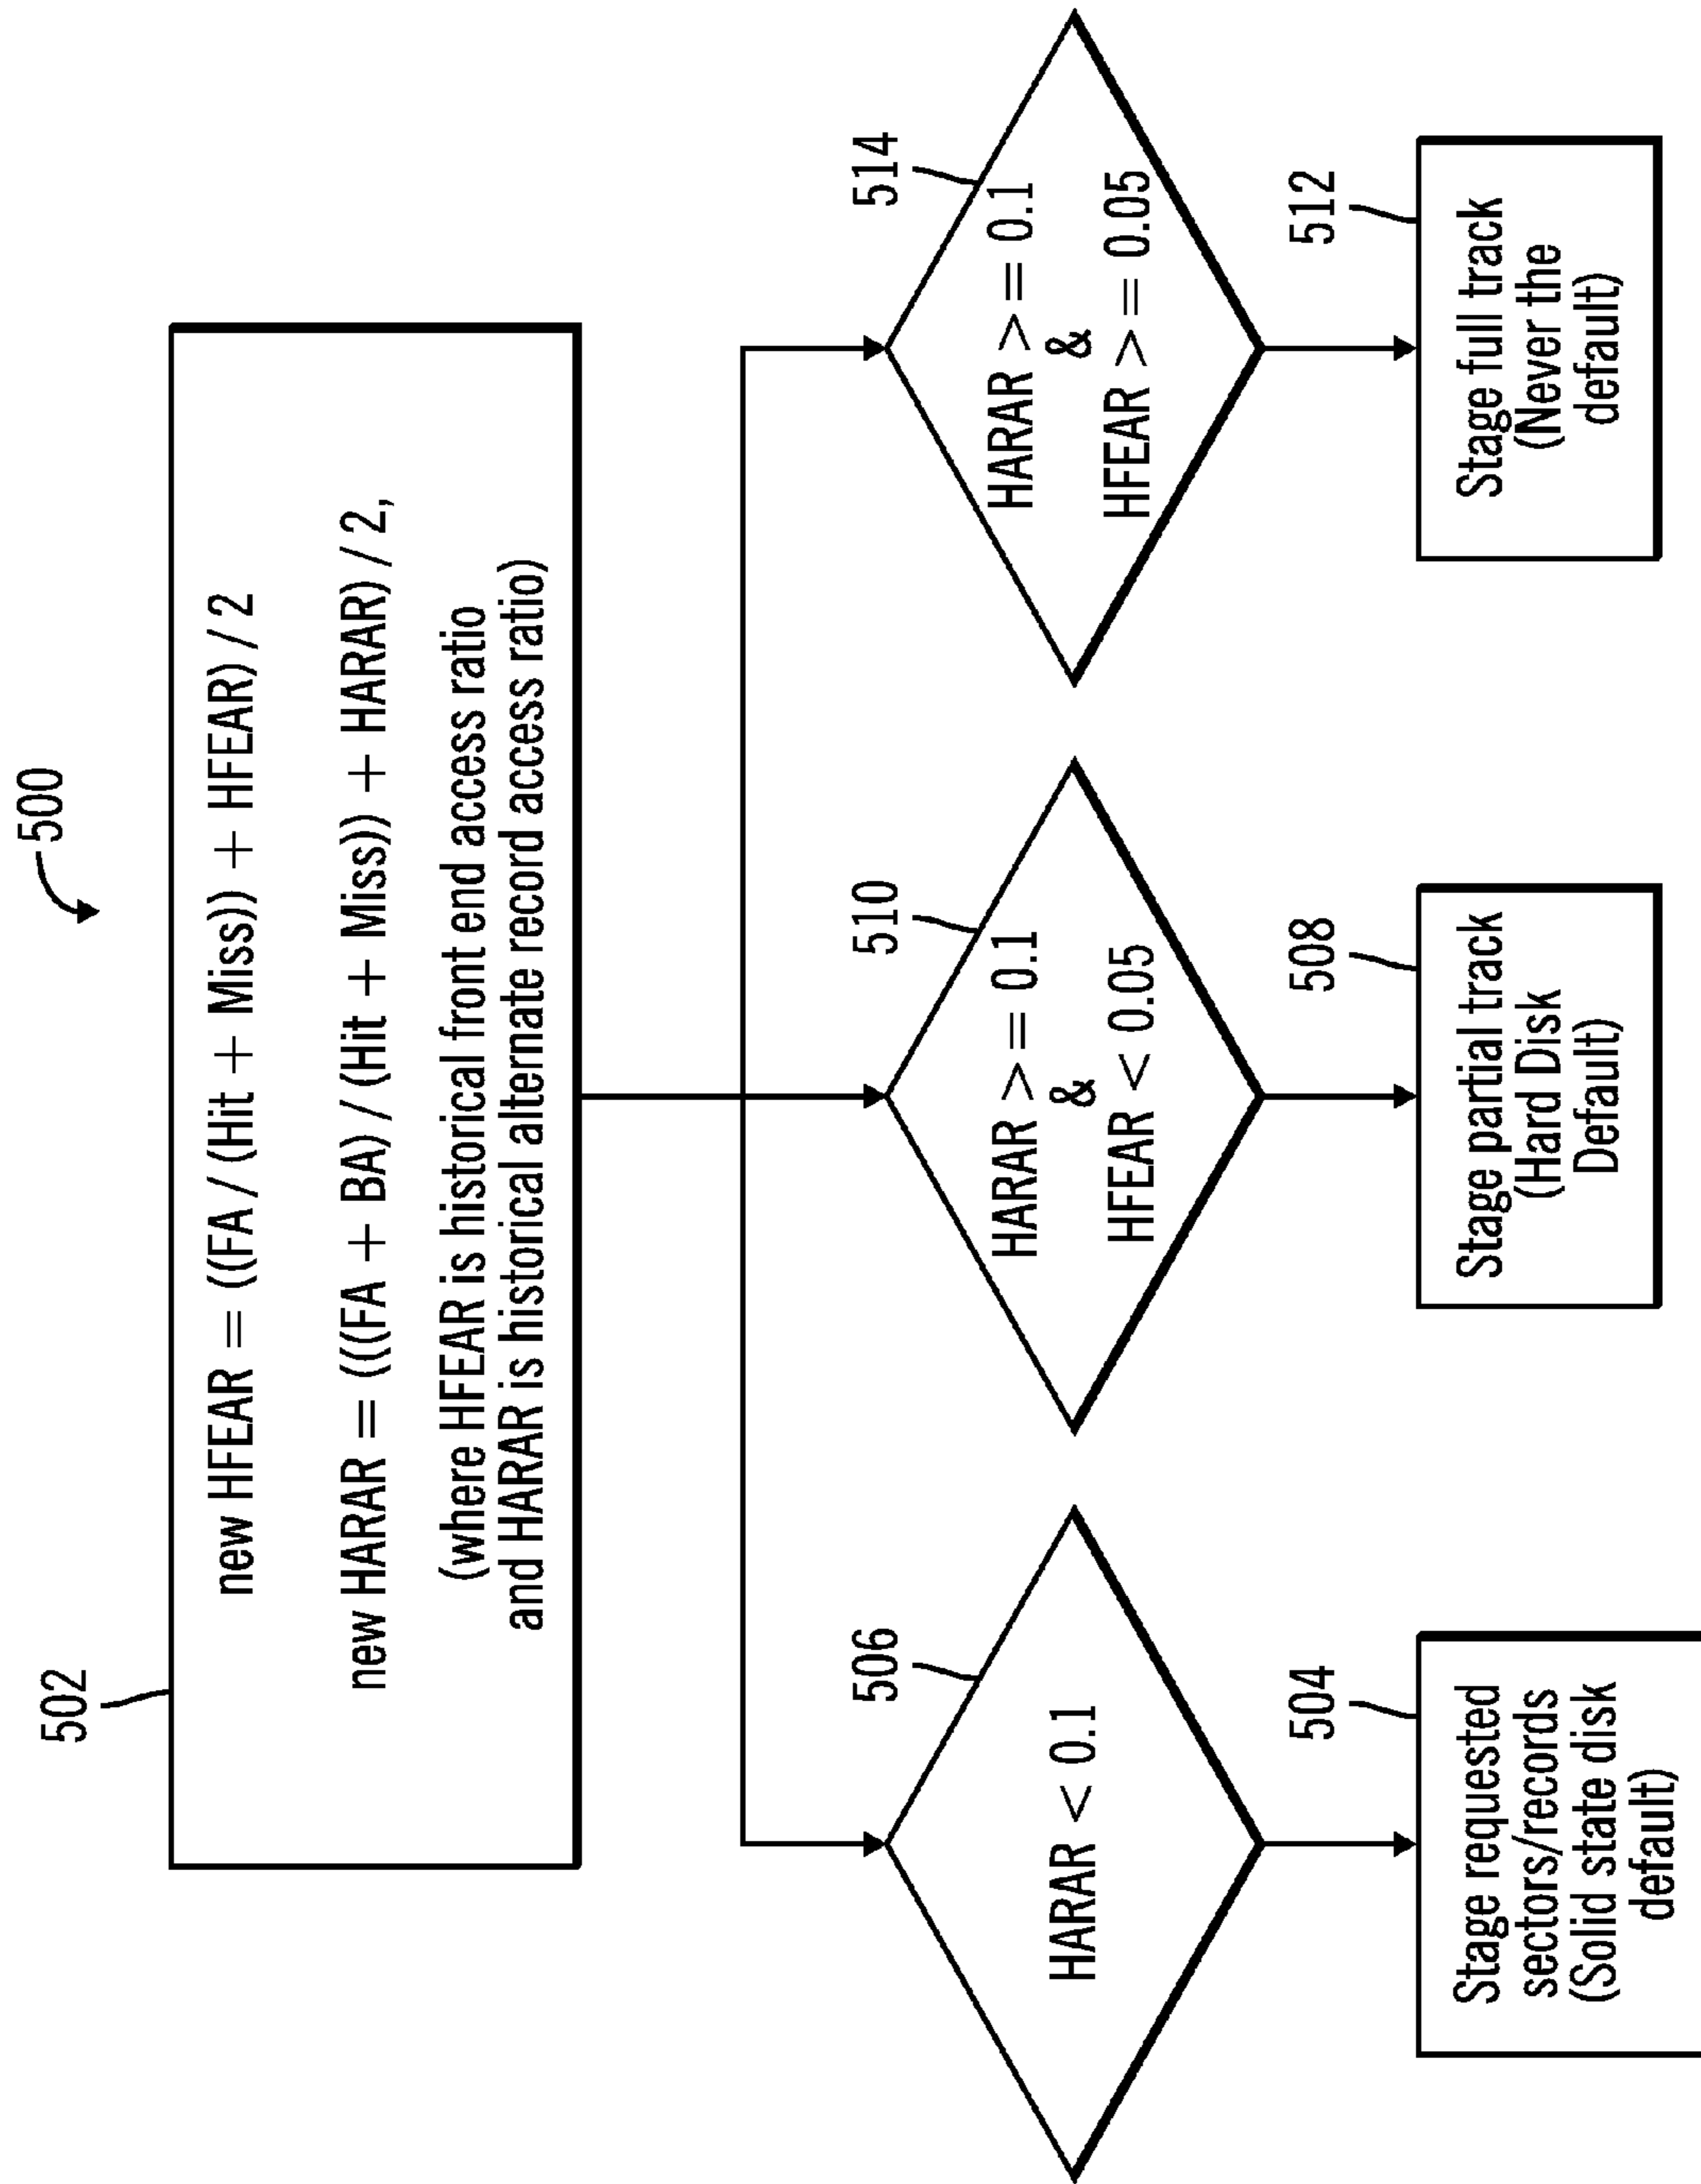 500
502
new HFEAR = ((FA / (Hit + Miss)) + HFEAR) / 2
new HARAR = (((FA + BA) / (Hit + Miss)) + HARAR) / 2,
(where HFEAR is historical front end access ratio
and HARAR is historical alternate record access ratio)
506
HARAR < 0.1
510
HARAR >= 0.1
&
HFEAR < 0.05
514
HARAR >= 0.1
&
HFEAR >= 0.05
504
Stage requested
sectors/records
(Solid state disk
default)
508
Stage partial track
(Hard Disk
Default)
512
Stage full track
(Never the
default)